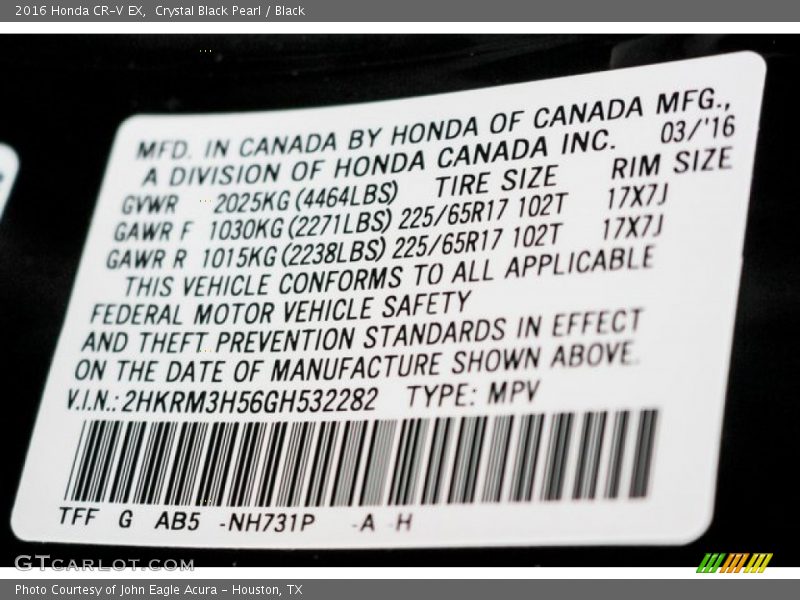 2016 Honda CR-V EX,  Crystal Black Pearl / Black
MFD. IN CANADA BY HONDA OF CANADA MFG.,
A DIVISION OF HONDA CANADA INC. 03/'16
GVWR 2025KG (4464LBS) TIRE SIZE RIM SIZE
GAWR F 1030KG (2271LBS) 225/65R17 102T 17X7J
GAWR R 1015KG (2238LBS) 225/65R17 102T 17X7J
THIS VEHICLE CONFORMS TO ALL APPLICABLE
FEDERAL MOTOR VEHICLE SAFETY
AND THEFT PREVENTION STANDARDS IN EFFECT
ON THE DATE OF MANUFACTURE SHOWN ABOVE.
V.I.N.: 2HKRM3H56GH532282 TYPE: MPV
TFF G AB5 -NH731P -A -H
GTCARLOT.COM
Photo Courtesy of John Eagle Acura - Houston, TX